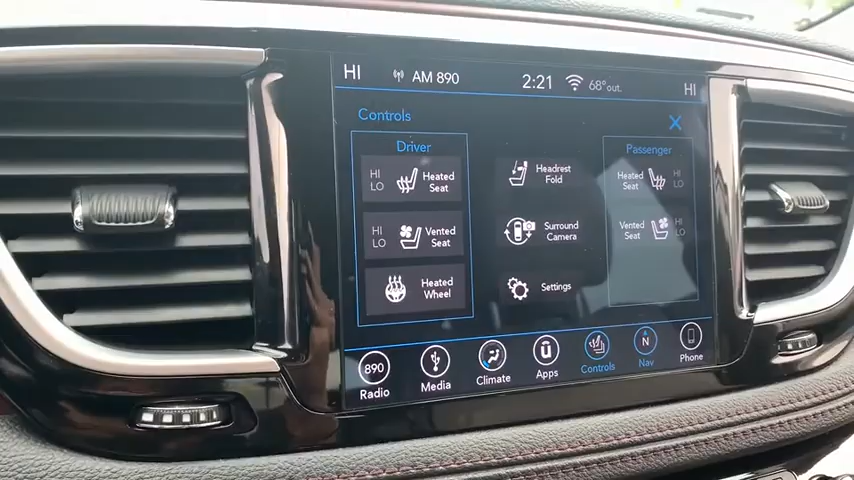 HI AM 890 2:21 68° out. HI
Controls X
Driver
HI
LO
Heated
Seat
HI
LO
Vented
Seat
Heated
Wheel
Headrest
Fold
Surround
Camera
Settings
Passenger
Heated
Seat
HI
LO
Vented
Seat
HI
LO
890
Radio
Media
Climate
Apps
Controls
N
Nav
Phone